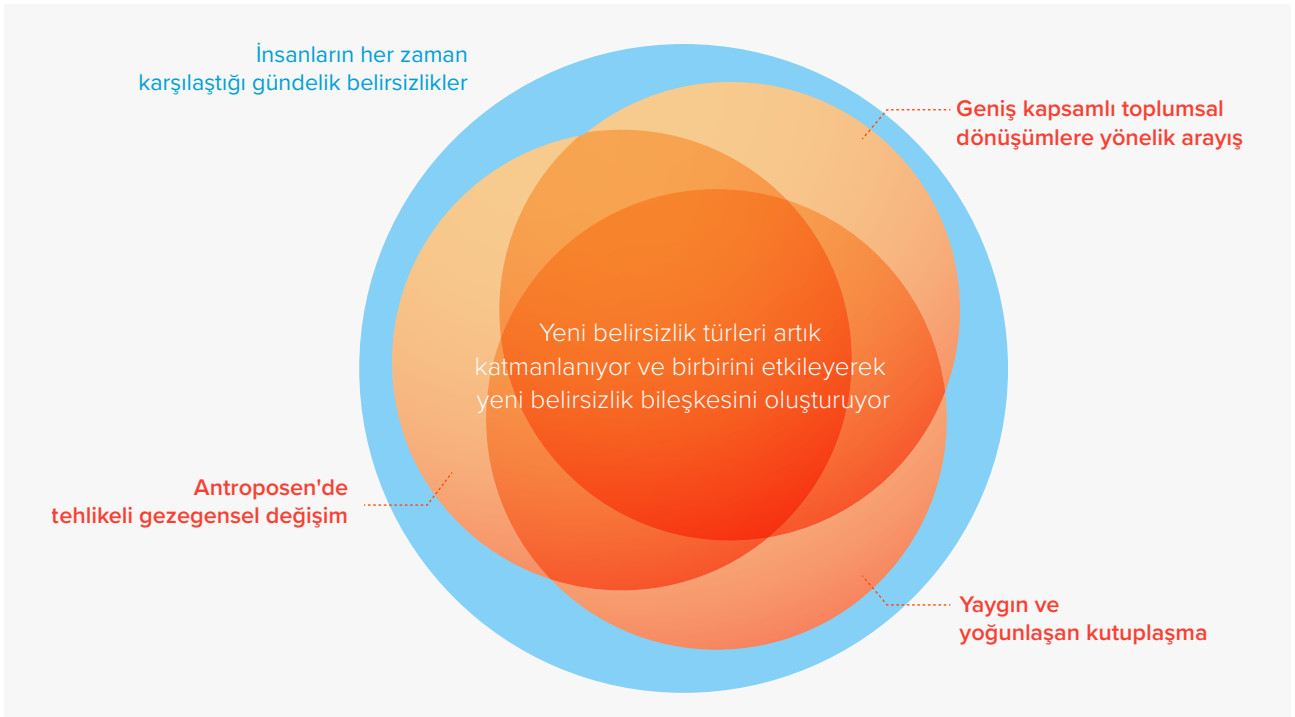 İnsanların her zaman
karşılaştığı gündelik belirsizlikler
Geniş kapsamlı toplumsal
dönüşümlere yönelik arayış
Yeni belirsizlik türleri artık
katmanlanıyor ve birbirini etkileyerek
yeni belirsizlik bileşkesini oluşturuyor
Antroposen'de
tehlikeli gezegensel değişim
Yaygın ve
yoğunlaşan kutuplaşma